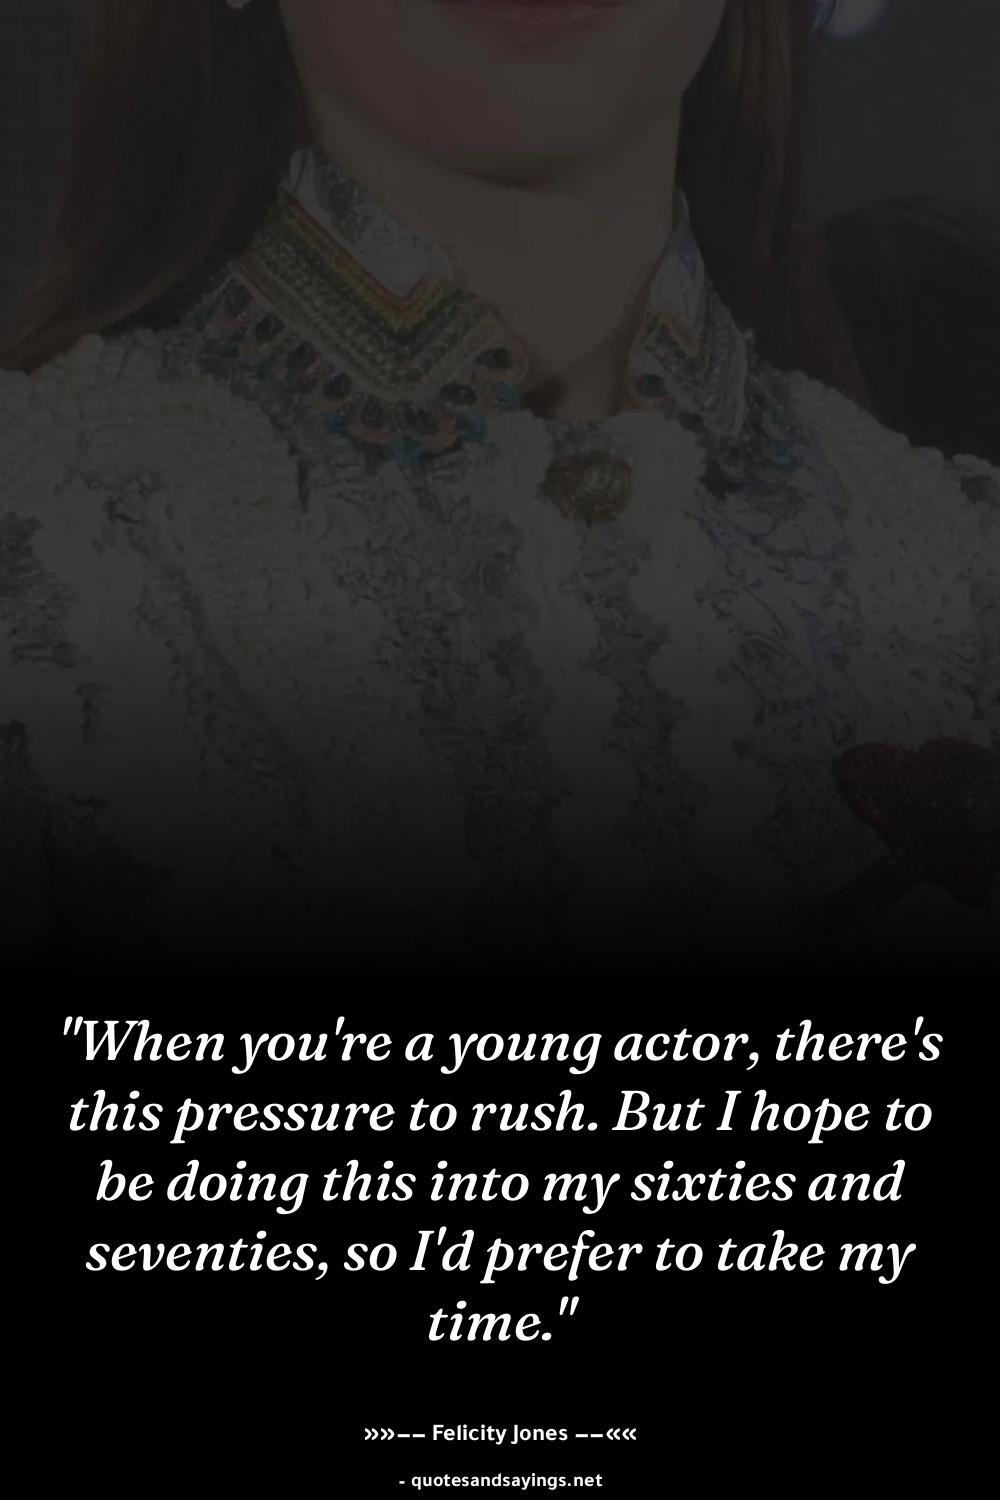 "When you're a young actor, there's
this pressure to rush. But I hope to
be doing this into my sixties and
seventies, so I'd prefer to take my
time."
»»–– Felicity Jones ––««
- quotesandsayings.net